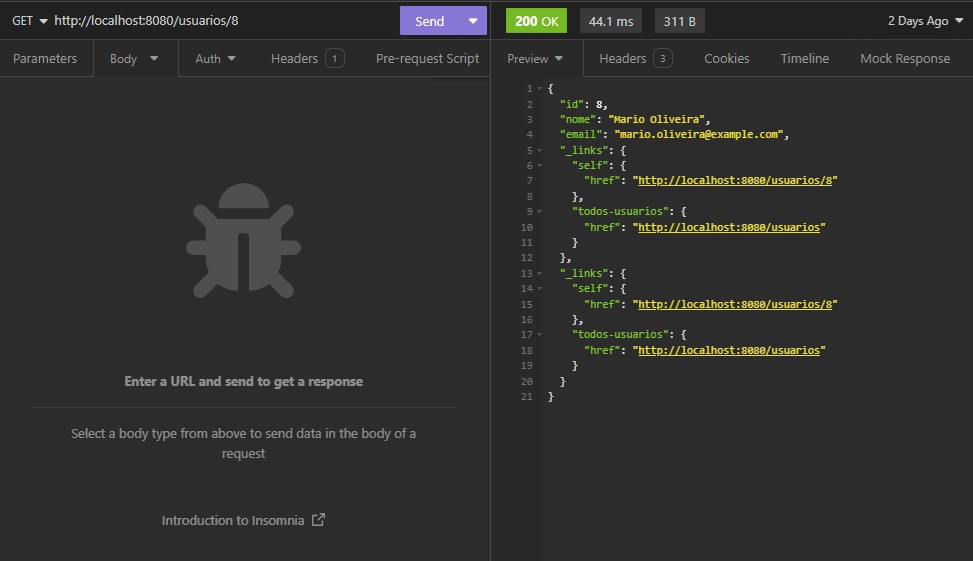 GET http://localhost:8080/usuarios/8 Send
200 OK 44.1 ms 311 B 2 Days Ago
Parameters Body Auth Headers 1 Pre-request Script
Preview Headers 3 Cookies Timeline Mock Response
Enter a URL and send to get a response
Select a body type from above to send data in the body of a
request
Introduction to Insomnia
1 {
2 "id": 8,
3 "nome": "Mario Oliveira",
4 "email": "mario.oliveira@example.com",
5 "_links": {
6 "self": {
7 "href": "http://localhost:8080/usuarios/8"
8 },
9 "todos-usuarios": {
10 "href": "http://localhost:8080/usuarios"
11 }
12 },
13 "_links": {
14 "self": {
15 "href": "http://localhost:8080/usuarios/8"
16 },
17 "todos-usuarios": {
18 "href": "http://localhost:8080/usuarios"
19 }
20 }
21 }